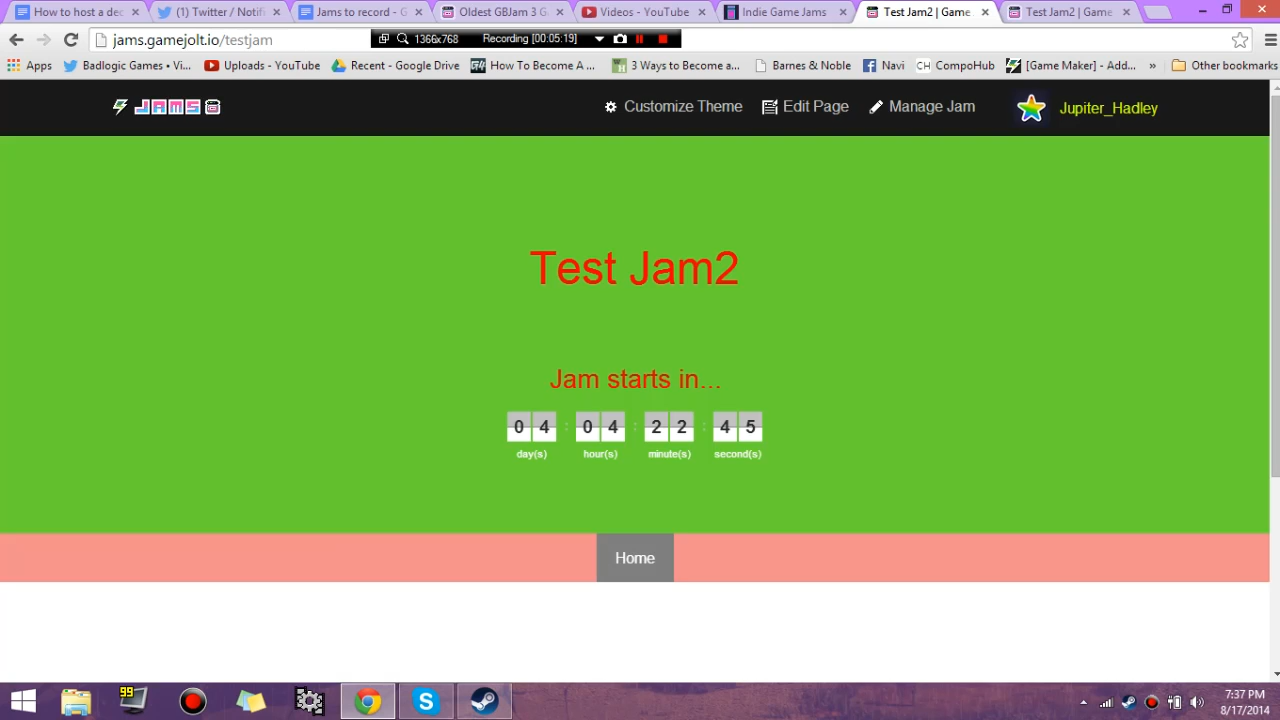 How to host a dec
(1) Twitter / Notifi
Jams to record - G
Oldest GBJam 3 G
Videos - YouTube
Indie Game Jams
Test Jam2 | Game
Test Jam2 | Game
jams.gamejolt.io/testjam
1366x768 Recording [00:05:19]
Apps
Badlogic Games • Vi...
Uploads - YouTube
Recent - Google Drive
How To Become A ...
3 Ways to Become a...
Barnes & Noble
Navi
CH CompoHub
[Game Maker] - Add...
»
Other bookmarks
JAMS
Customize Theme
Edit Page
Manage Jam
Jupiter_Hadley
Test Jam2
Jam starts in...
0 4 : 0 4 : 2 2 : 4 5
day(s) hour(s) minute(s) second(s)
Home
99
7:37 PM
8/17/2014